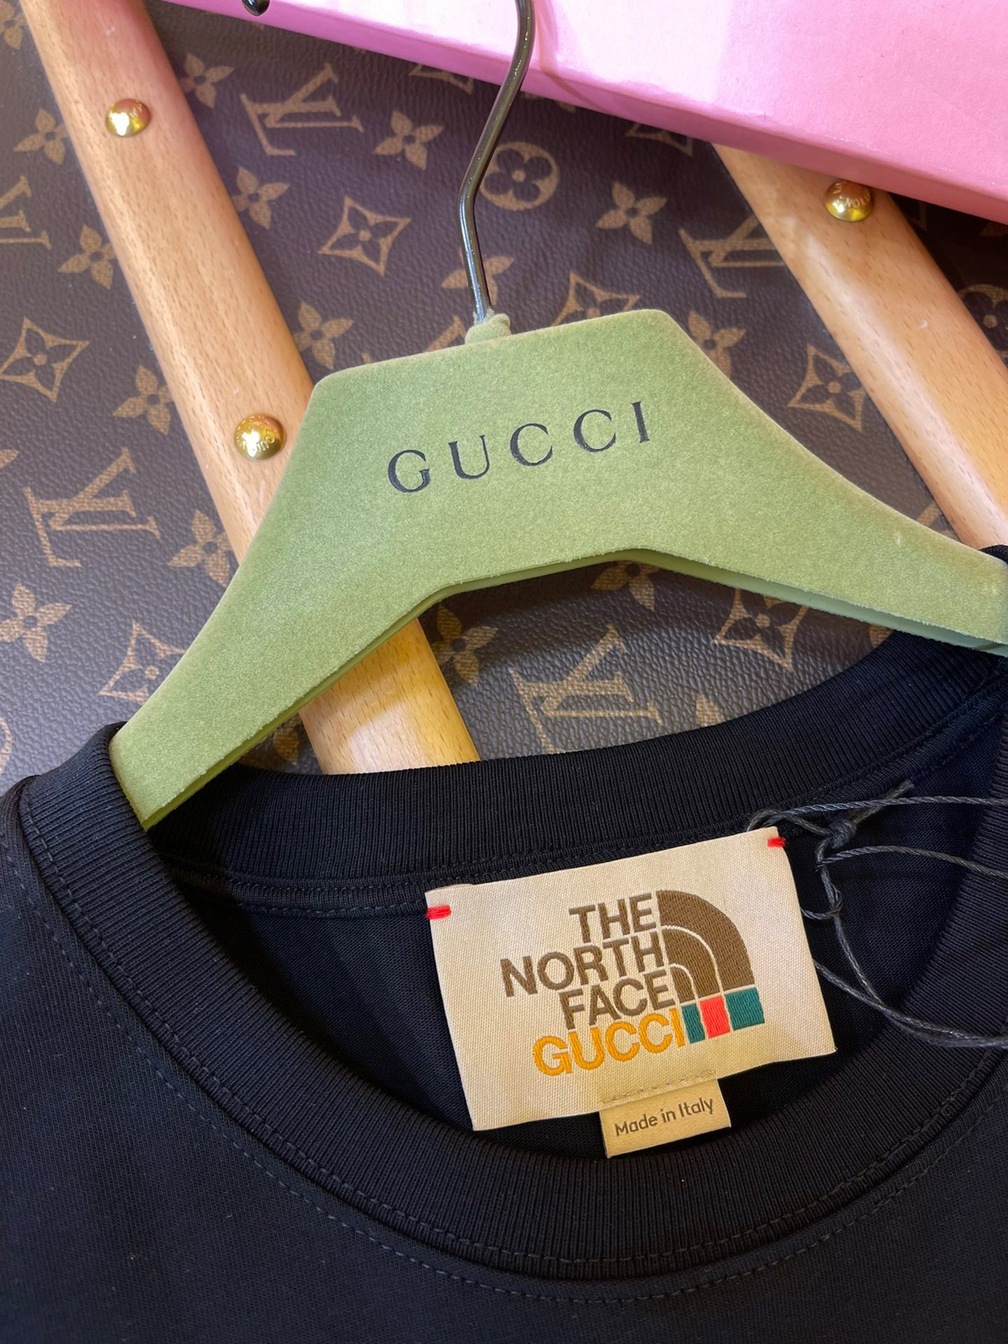 GUCCI
THE
NORTH
FACE
GUCCI
Made in Italy